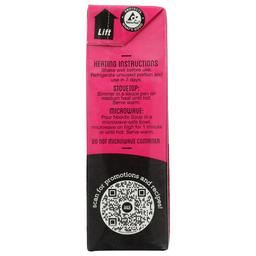 Lift
HEATING INSTRUCTIONS
Shake well before use.
Refrigerate unused portion and
use in 7 days.
STOVETOP:
Simmer in a sauce pan on
medium heat until hot.
Serve warm.
MICROWAVE:
Pour Noodle Soup in a
microwave-safe bowl,
microwave on high for 1 minute
or until hot. Serve warm.
DO NOT MICROWAVE CONTAINER
scan for promotions and recipes!